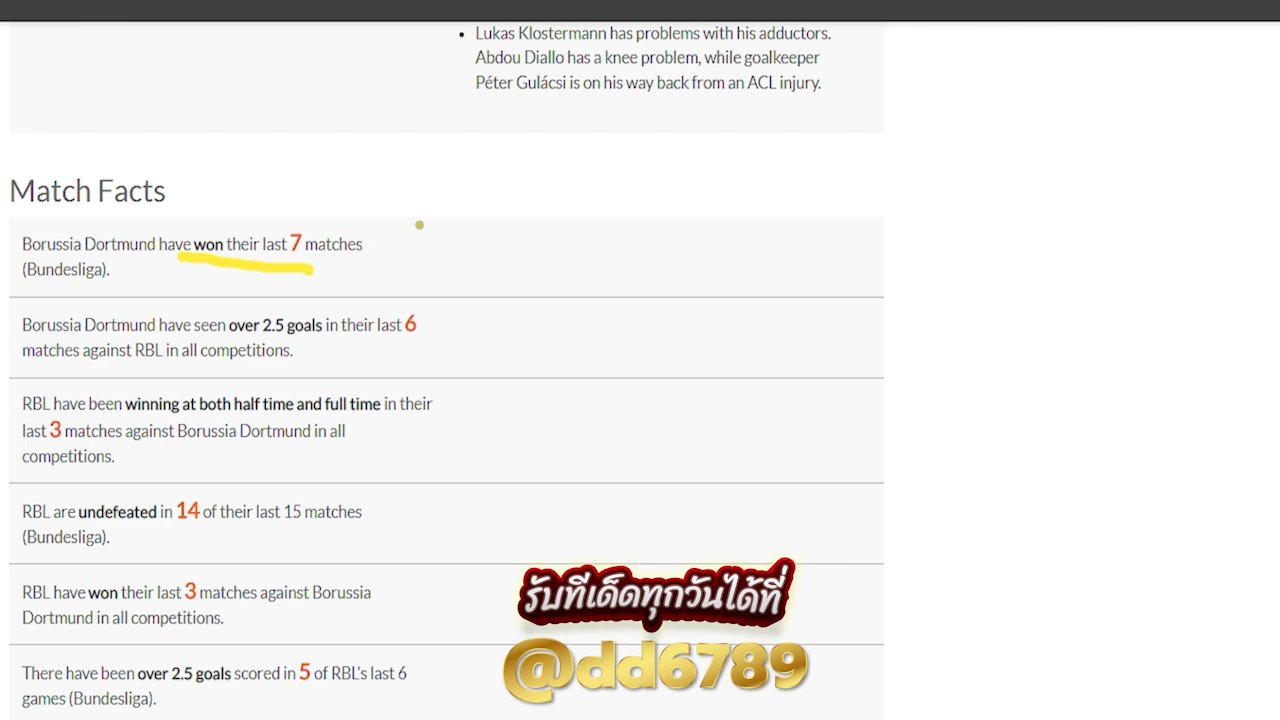 Lukas Klostermann has problems with his adductors.
Abdou Diallo has a knee problem, while goalkeeper
Péter Gulácsi is on his way back from an ACL injury.
Match Facts
Borussia Dortmund have won their last 7 matches
(Bundesliga).
Borussia Dortmund have seen over 2.5 goals in their last 6
matches against RBL in all competitions.
RBL have been winning at both half time and full time in their
last 3 matches against Borussia Dortmund in all
competitions.
RBL are undefeated in 14 of their last 15 matches
(Bundesliga).
RBL have won their last 3 matches against Borussia
Dortmund in all competitions.
There have been over 2.5 goals scored in 5 of RBL's last 6
games (Bundesliga).
รับทีเด็ดทุกวันได้ที่
@dd6789